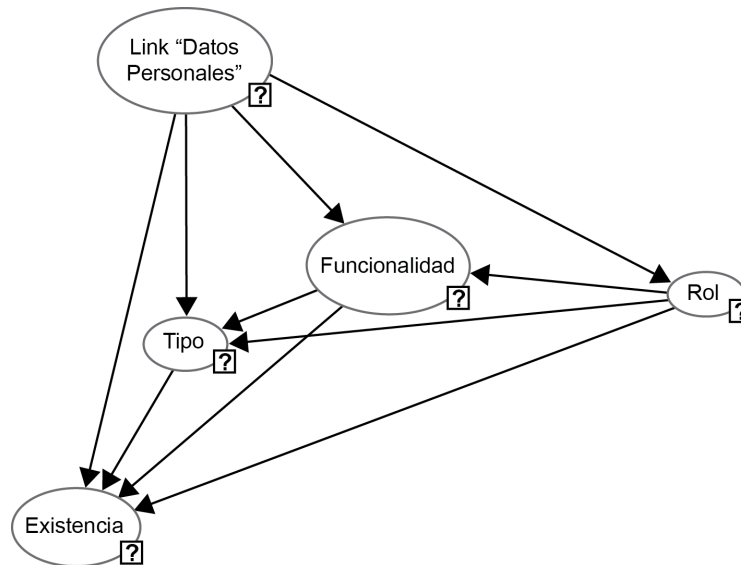 Link “Datos
Personales”
?
Funcionalidad
?
Rol
?
Tipo
?
Existencia
?